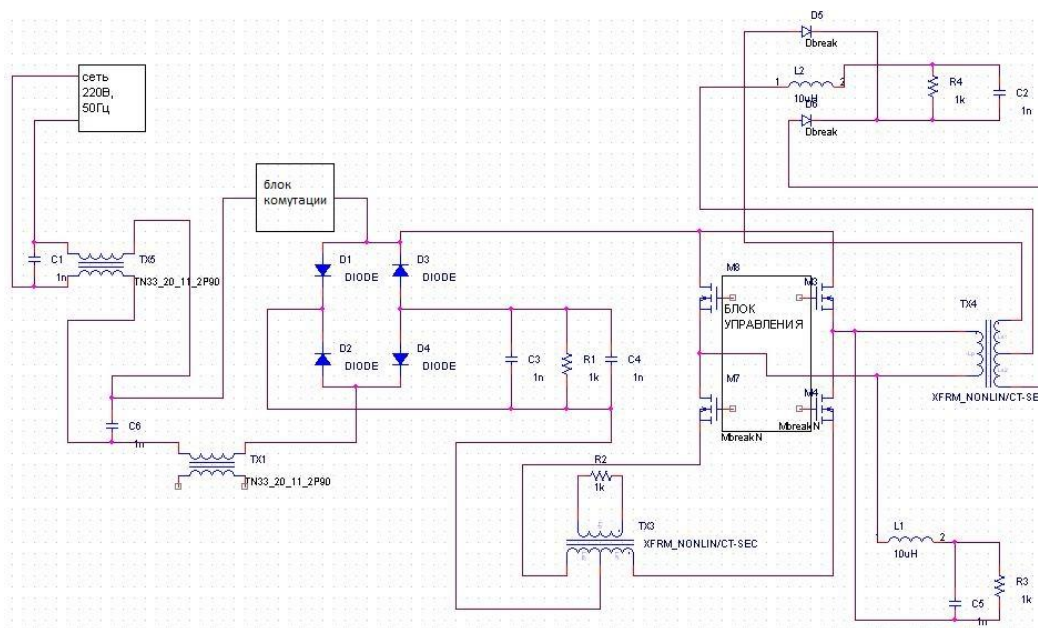 D5
Dbreak
сеть
220В,
50Гц
1
L2
2
10uH
R4
1k
C2
1n
D6
Dbreak
блок
комутации
C1
1n
TX5
TN33_20_11_2P90
D1
DIODE
D3
DIODE
M8
M3
БЛОК
УПРАВЛЕНИЯ
TX4
D2
DIODE
D4
DIODE
C3
1n
R1
1k
C4
1n
M7
M4
XFRM_NONLIN/CT-SE
MbreakN
MbreakN
C6
1n
TX1
TN33_20_11_2P90
R2
1k
TX3
XFRM_NONLIN/CT-SEC
L1
1
2
10uH
R3
1k
C5
1n